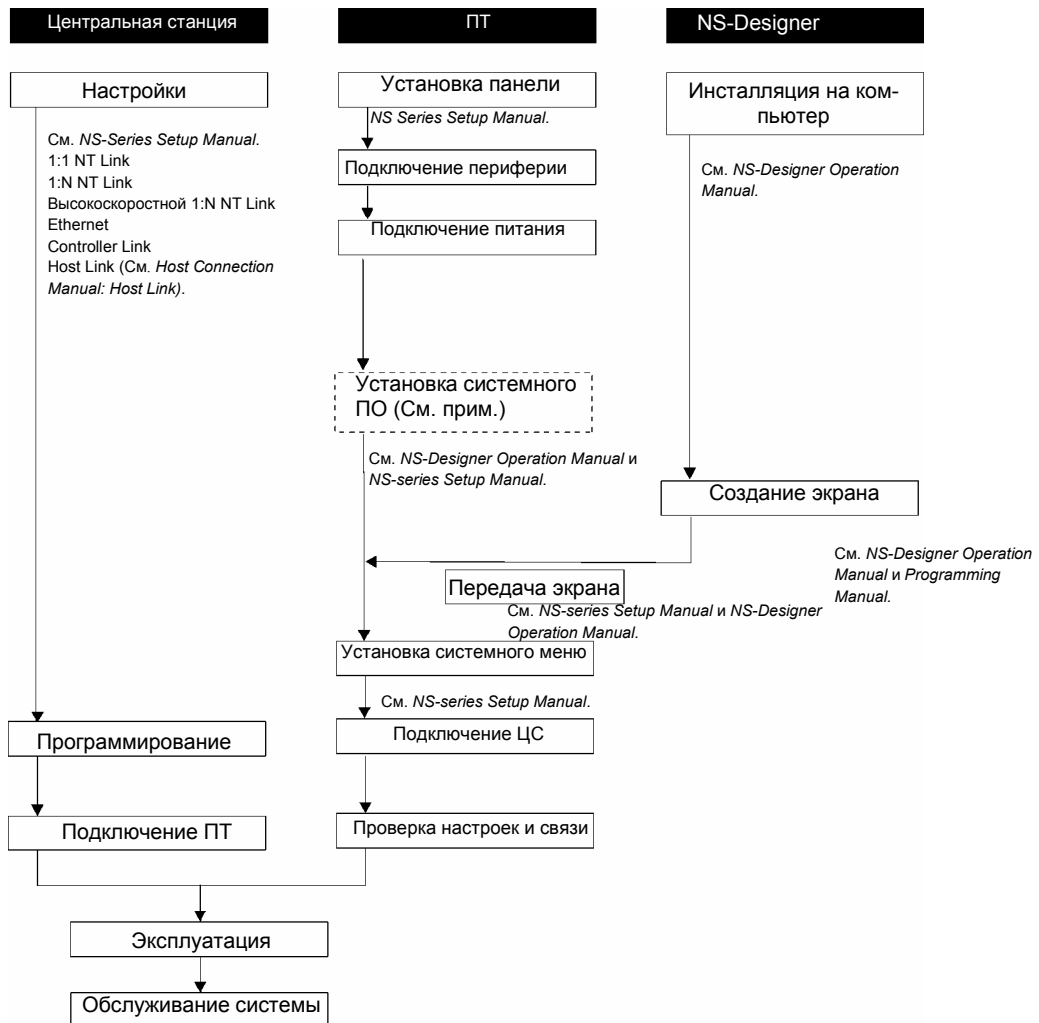 Центральная станция
ПТ
NS-Designer
Настройки
См. NS-Series Setup Manual.
1:1 NT Link
1:N NT Link
Высокоскоростной 1:N NT Link
Ethernet
Controller Link
Host Link (См. Host Connection
Manual: Host Link).
Программирование
Подключение ПТ
Установка панели
NS Series Setup Manual.
Подключение периферии
Подключение питания
Установка системного
ПО (См. прим.)
См. NS-Designer Operation Manual и
NS-series Setup Manual.
Инсталляция на ком-
пьютер
См. NS-Designer Operation
Manual.
Создание экрана
См. NS-Designer Operation
Manual и Programming
Manual.
Передача экрана
См. NS-series Setup Manual и NS-Designer
Operation Manual.
Установка системного меню
См. NS-series Setup Manual.
Подключение ЦС
Проверка настроек и связи
Эксплуатация
Обслуживание системы